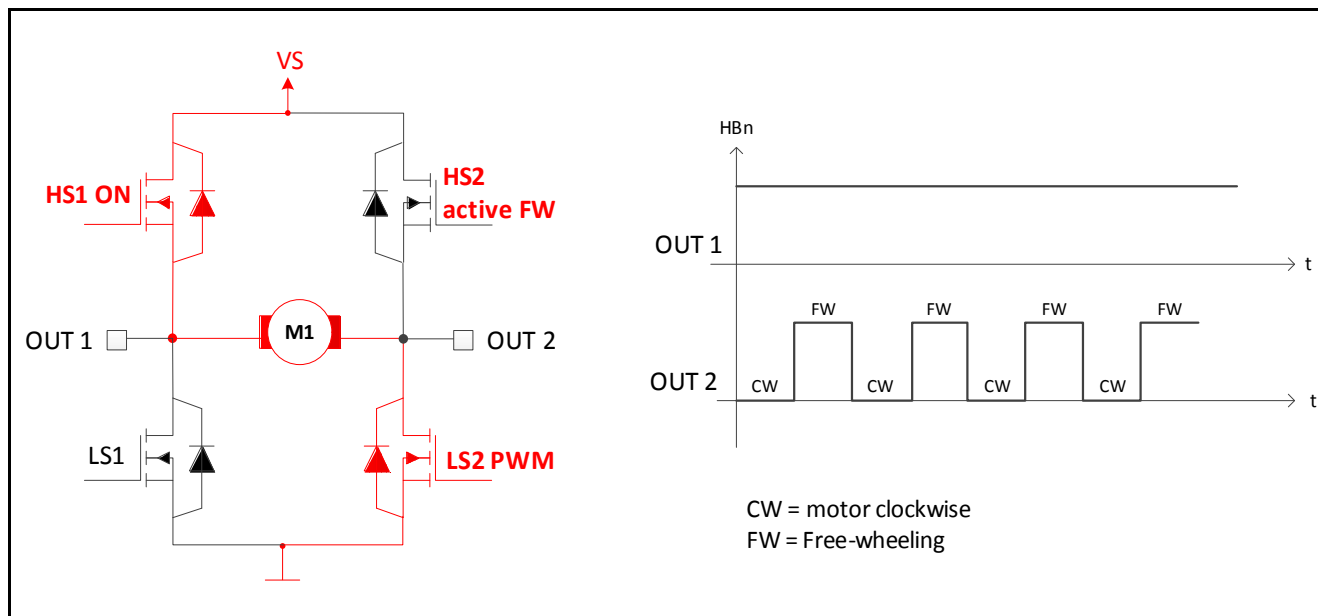 VS
HS1 ON
HS2
active FW
OUT 1
M1
OUT 2
LS1
LS2 PWM
HBn
OUT 1
t
FW
FW
FW
FW
OUT 2
CW
CW
CW
CW
t
CW = motor clockwise
FW = Free-wheeling